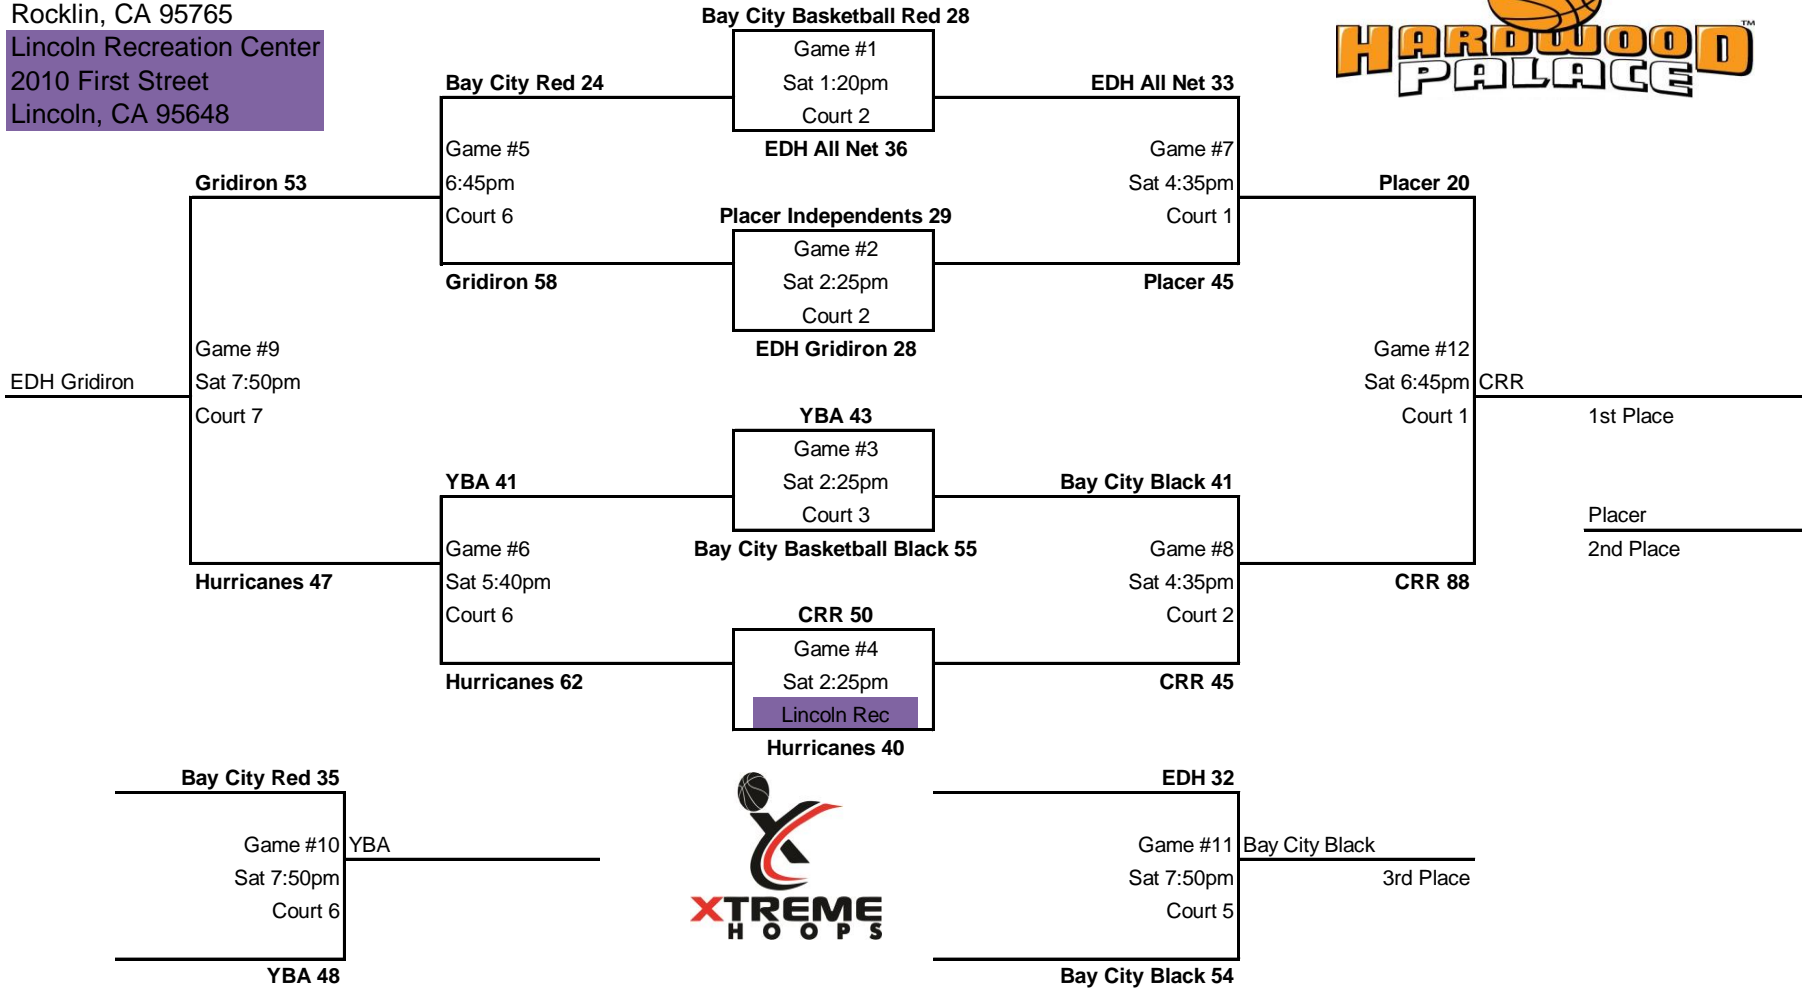 Rocklin, CA 95765
Lincoln Recreation Center
2010 First Street
Lincoln, CA 95648
HARDWOOD™
PALACE
Bay City Basketball Red 28
Game #1
Sat 1:20pm
Court 2
EDH All Net 36
Bay City Red 24
Game #5
6:45pm
Court 6
Gridiron 58
EDH All Net 33
Game #7
Sat 4:35pm
Court 1
Placer 45
Placer Independents 29
Game #2
Sat 2:25pm
Court 2
EDH Gridiron 28
Gridiron 53
Game #9
Sat 7:50pm
Court 7
Hurricanes 47
EDH Gridiron
Placer 20
Game #12
Sat 6:45pm
Court 1
CRR 88
CRR
1st Place
Placer
2nd Place
YBA 43
Game #3
Sat 2:25pm
Court 3
Bay City Basketball Black 55
YBA 41
Game #6
Sat 5:40pm
Court 6
Hurricanes 62
Bay City Black 41
Game #8
Sat 4:35pm
Court 2
CRR 45
CRR 50
Game #4
Sat 2:25pm
Lincoln Rec
Hurricanes 40
Bay City Red 35
Game #10
Sat 7:50pm
Court 6
YBA 48
YBA
XTREME
HOOPS
EDH 32
Game #11
Sat 7:50pm
Court 5
Bay City Black 54
Bay City Black
3rd Place